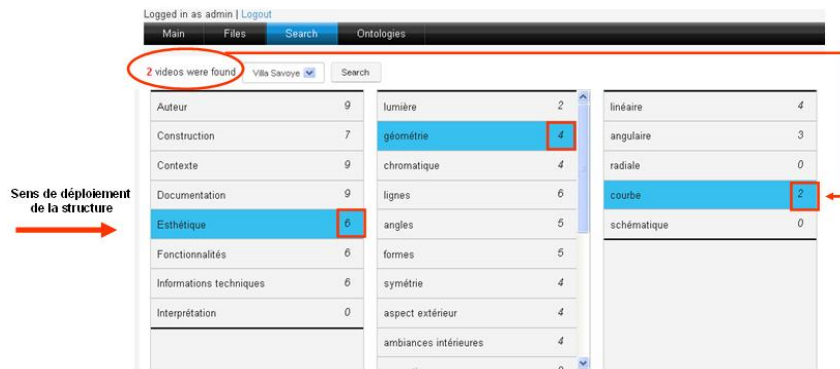 Logged in as admin | Logout
Main Files Search Ontologies
2 videos were found Villa Savoye Search
Auteur 9
Construction 7
Contexte 9
Documentation 9
Esthétique 6
Fonctionnalités 6
Informations techniques 6
Interprétation 0
lumière 2
géométrie 4
chromatique 4
lignes 6
angles 5
formes 5
symétrie 4
aspect extérieur 4
ambiances intérieures 4
linéaire 4
angulaire 3
radiale 0
courbe 2
schématique 0
Sens de déploiement
de la structure